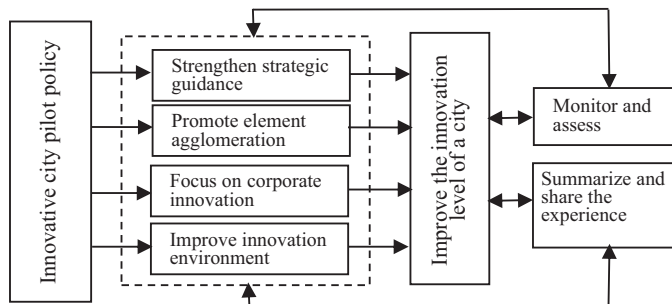 Innovative city pilot policy
Strengthen strategic
guidance
Promote element
agglomeration
Focus on corporate
innovation
Improve innovation
environment
Improve the innovation
level of a city
Monitor and
assess
Summarize and
share the
experience